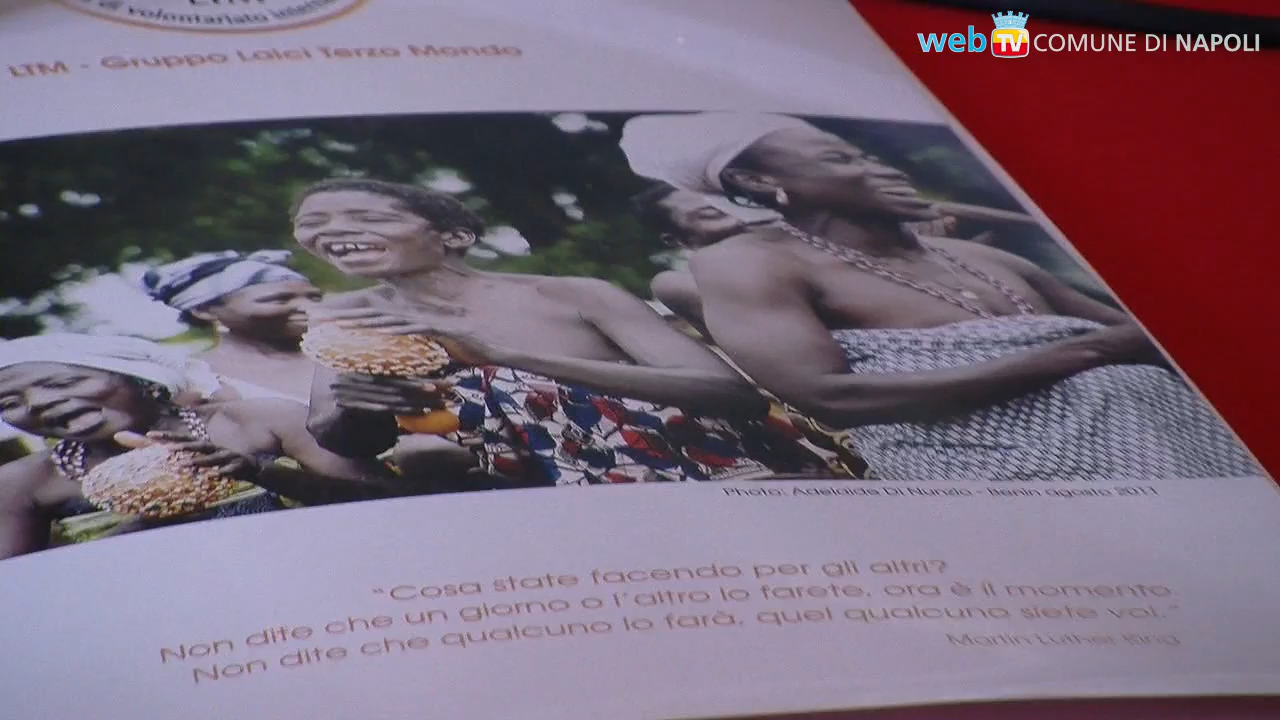 web TV COMUNE DI NAPOLI
di volontariato
LTM - Gruppo Laici Terzo Mondo
Photo: Adelaide Di Nunzio - Benin agosto 2011
"Cosa state facendo per gli altri?
Non dite che un giorno o l'altro lo farete, ora è il momento.
Non dite che qualcuno lo farà, quel qualcuno siete voi."
Martin Luther King